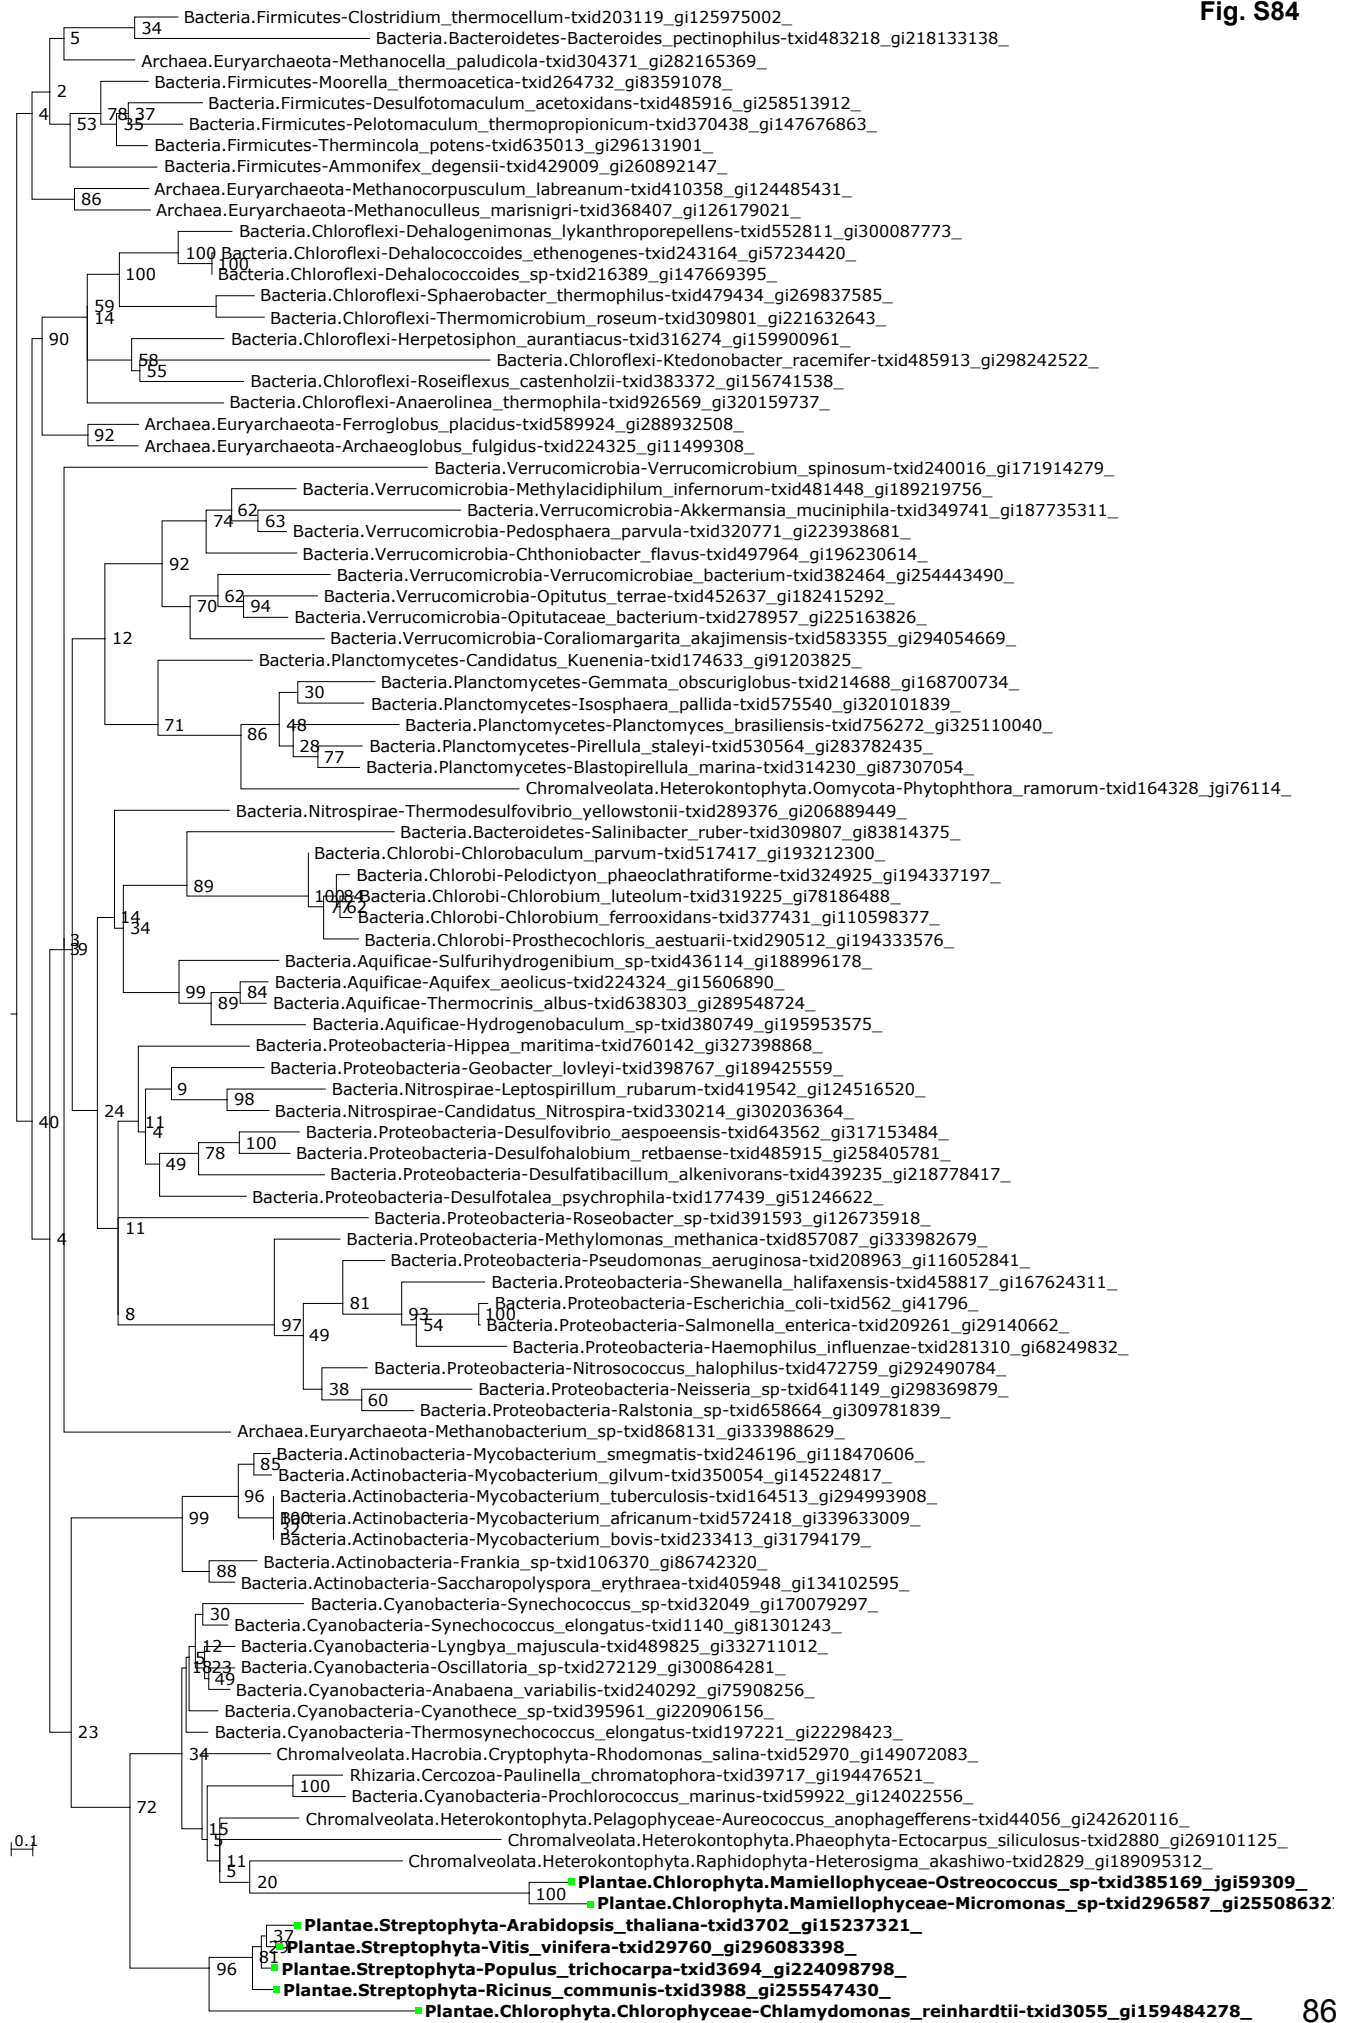 Fig. S84
Bacteria.Firmicutes-Clostridium_thermocellum-txid203119_gi125975002_
34
5
Bacteria.Bacteroidetes-Bacteroides_pectinophilus-txid483218_gi218133138_
Archaea.Euryarchaeota-Methanocella_paludicola-txid304371_gi282165369_
Bacteria.Firmicutes-Moorella_thermoacetica-txid264732_gi83591078_
2
Bacteria.Firmicutes-Desulfotomaculum_acetoxidans-txid485916_gi258513912_
4
78
37
53
35
Bacteria.Firmicutes-Pelotomaculum_thermopropionicum-txid370438_gi147676863_
Bacteria.Firmicutes-Thermincola_potens-txid635013_gi296131901_
Bacteria.Firmicutes-Ammonifex_degensii-txid429009_gi260892147_
Archaea.Euryarchaeota-Methanocorpusculum_labreanum-txid410358_gi124485431_
86
Archaea.Euryarchaeota-Methanoculleus_marisnigri-txid368407_gi126179021_
Bacteria.Chloroflexi-Dehalogenimonas_lykanthroporepellens-txid552811_gi300087773_
100
Bacteria.Chloroflexi-Dehalococcoides_ethenogenes-txid243164_gi57234420_
100
100
Bacteria.Chloroflexi-Dehalococcoides_sp-txid216389_gi147669395_
Bacteria.Chloroflexi-Sphaerobacter_thermophilus-txid479434_gi269837585_
59
14
Bacteria.Chloroflexi-Thermomicrobium_roseum-txid309801_gi221632643_
90
Bacteria.Chloroflexi-Herpetosiphon_aurantiacus-txid316274_gi159900961_
58
Bacteria.Chloroflexi-Ktedonobacter_racemifer-txid485913_gi298242522_
55
Bacteria.Chloroflexi-Roseiflexus_castenholzii-txid383372_gi156741538_
Bacteria.Chloroflexi-Anaerolinea_thermophila-txid926569_gi320159737_
Archaea.Euryarchaeota-Ferroglobus_placidus-txid589924_gi288932508_
92
Archaea.Euryarchaeota-Archaeoglobus_fulgidus-txid224325_gi11499308_
Bacteria.Verrucomicrobia-Verrucomicrobium_spinosum-txid240016_gi171914279_
Bacteria.Verrucomicrobia-Methylacidiphilum_infernorum-txid481448_gi189219756_
62
Bacteria.Verrucomicrobia-Akkermansia_muciniphila-txid349741_gi187735311_
74
63
Bacteria.Verrucomicrobia-Pedosphaera_parvula-txid320771_gi223938681_
Bacteria.Verrucomicrobia-Chthoniobacter_flavus-txid497964_gi196230614_
92
Bacteria.Verrucomicrobia-Verrucomicrobiae_bacterium-txid382464_gi254443490_
62
Bacteria.Verrucomicrobia-Opitutus_terrae-txid452637_gi182415292_
70
94
Bacteria.Verrucomicrobia-Opitutaceae_bacterium-txid278957_gi225163826_
12
Bacteria.Verrucomicrobia-Coraliomargarita_akajimensis-txid583355_gi294054669_
Bacteria.Planctomycetes-Candidatus_Kuenenia-txid174633_gi91203825_
Bacteria.Planctomycetes-Gemmata_obscuriglobus-txid214688_gi168700734_
30
Bacteria.Planctomycetes-Isosphaera_pallida-txid575540_gi320101839_
71
48
Bacteria.Planctomycetes-Planctomyces_brasiliensis-txid756272_gi325110040_
86
28
Bacteria.Planctomycetes-Pirellula_staleyi-txid530564_gi283782435_
77
Bacteria.Planctomycetes-Blastopirellula_marina-txid314230_gi87307054_
Chromalveolata.Heterokontophyta.Oomycota-Phytophthora_ramorum-txid164328_jgi76114_
Bacteria.Nitrospirae-Thermodesulfovibrio_yellowstonii-txid289376_gi206889449_
Bacteria.Bacteroidetes-Salinibacter_ruber-txid309807_gi83814375_
Bacteria.Chlorobi-Chlorobaculum_parvum-txid517417_gi193212300_
Bacteria.Chlorobi-Pelodictyon_phaeoclathratiforme-txid324925_gi194337197_
89
100
84
Bacteria.Chlorobi-Chlorobium_luteolum-txid319225_gi78186488_
77
62
Bacteria.Chlorobi-Chlorobium_ferrooxidans-txid377431_gi110598377_
14
34
Bacteria.Chlorobi-Prosthecochloris_aestuarii-txid290512_gi194333576_
3
39
Bacteria.Aquificae-Sulfurihydrogenibium_sp-txid436114_gi188996178_
Bacteria.Aquificae-Aquifex_aeolicus-txid224324_gi15606890_
99
84
89
Bacteria.Aquificae-Thermocrinis_albus-txid638303_gi289548724_
Bacteria.Aquificae-Hydrogenobaculum_sp-txid380749_gi195953575_
Bacteria.Proteobacteria-Hippea_maritima-txid760142_gi327398868_
Bacteria.Proteobacteria-Geobacter_lovleyi-txid398767_gi189425559_
9
Bacteria.Nitrospirae-Leptospirillum_rubarum-txid419542_gi124516520_
98
24
Bacteria.Nitrospirae-Candidatus_Nitrospira-txid330214_gi302036364_
40
11
4
Bacteria.Proteobacteria-Desulfovibrio_aespoeensis-txid643562_gi317153484_
100
78
Bacteria.Proteobacteria-Desulfohalobium_retbaense-txid485915_gi258405781_
49
Bacteria.Proteobacteria-Desulfatibacillum_alkenivorans-txid439235_gi218778417_
Bacteria.Proteobacteria-Desulfotalea_psychrophila-txid177439_gi51246622_
Bacteria.Proteobacteria-Roseobacter_sp-txid391593_gi126735918_
11
4
Bacteria.Proteobacteria-Methylomonas_methanica-txid857087_gi333982679_
Bacteria.Proteobacteria-Pseudomonas_aeruginosa-txid208963_gi116052841_
Bacteria.Proteobacteria-Shewanella_halifaxensis-txid458817_gi167624311_
81
Bacteria.Proteobacteria-Escherichia_coli-txid562_gi41796_
8
93
100
97
54
Bacteria.Proteobacteria-Salmonella_enterica-txid209261_gi29140662_
49
Bacteria.Proteobacteria-Haemophilus_influenzae-txid281310_gi68249832_
Bacteria.Proteobacteria-Nitrosococcus_halophilus-txid472759_gi292490784_
38
Bacteria.Proteobacteria-Neisseria_sp-txid641149_gi298369879_
60
Bacteria.Proteobacteria-Ralstonia_sp-txid658664_gi309781839_
Archaea.Euryarchaeota-Methanobacterium_sp-txid868131_gi333988629_
Bacteria.Actinobacteria-Mycobacterium_smegmatis-txid246196_gi118470606_
85
Bacteria.Actinobacteria-Mycobacterium_gilvum-txid350054_gi145224817_
96
Bacteria.Actinobacteria-Mycobacterium_tuberculosis-txid164513_gi294993908_
99
100
Bacteria.Actinobacteria-Mycobacterium_africanum-txid572418_gi339633009_
32
Bacteria.Actinobacteria-Mycobacterium_bovis-txid233413_gi31794179_
Bacteria.Actinobacteria-Frankia_sp-txid106370_gi86742320_
88
Bacteria.Actinobacteria-Saccharopolyspora_erythraea-txid405948_gi134102595_
Bacteria.Cyanobacteria-Synechococcus_sp-txid32049_gi170079297_
30
Bacteria.Cyanobacteria-Synechococcus_elongatus-txid1140_gi81301243_
12
Bacteria.Cyanobacteria-Lyngbya_majuscula-txid489825_gi332711012_
5
18
23
Bacteria.Cyanobacteria-Oscillatoria_sp-txid272129_gi300864281_
49
Bacteria.Cyanobacteria-Anabaena_variabilis-txid240292_gi75908256_
Bacteria.Cyanobacteria-Cyanothece_sp-txid395961_gi220906156_
23
Bacteria.Cyanobacteria-Thermosynechococcus_elongatus-txid197221_gi22298423_
34
Chromalveolata.Hacrobia.Cryptophyta-Rhodomonas_salina-txid52970_gi149072083_
Rhizaria.Cercozoa-Paulinella_chromatophora-txid39717_gi194476521_
100
Bacteria.Cyanobacteria-Prochlorococcus_marinus-txid59922_gi124022556_
72
Chromalveolata.Heterokontophyta.Pelagophyceae-Aureococcus_anophagefferens-txid44056_gi242620116_
15
5
Chromalveolata.Heterokontophyta.Phaeophyta-Ectocarpus_siliculosus-txid2880_gi269101125_
0.1
11
Chromalveolata.Heterokontophyta.Raphidophyta-Heterosigma_akashiwo-txid2829_gi189095312_
5
20
Plantae.Chlorophyta.Mamiellophyceae-Ostreococcus_sp-txid385169_jgi59309_
100
Plantae.Chlorophyta.Mamiellophyceae-Micromonas_sp-txid296587_gi25508632
Plantae.Streptophyta-Arabidopsis_thaliana-txid3702_gi15237321_
37
Plantae.Streptophyta-Vitis_vinifera-txid29760_gi296083398_
81
96
Plantae.Streptophyta-Populus_trichocarpa-txid3694_gi224098798_
Plantae.Streptophyta-Ricinus_communis-txid3988_gi255547430_
Plantae.Chlorophyta.Chlorophyceae-Chlamydomonas_reinhardtii-txid3055_gi159484278_
86